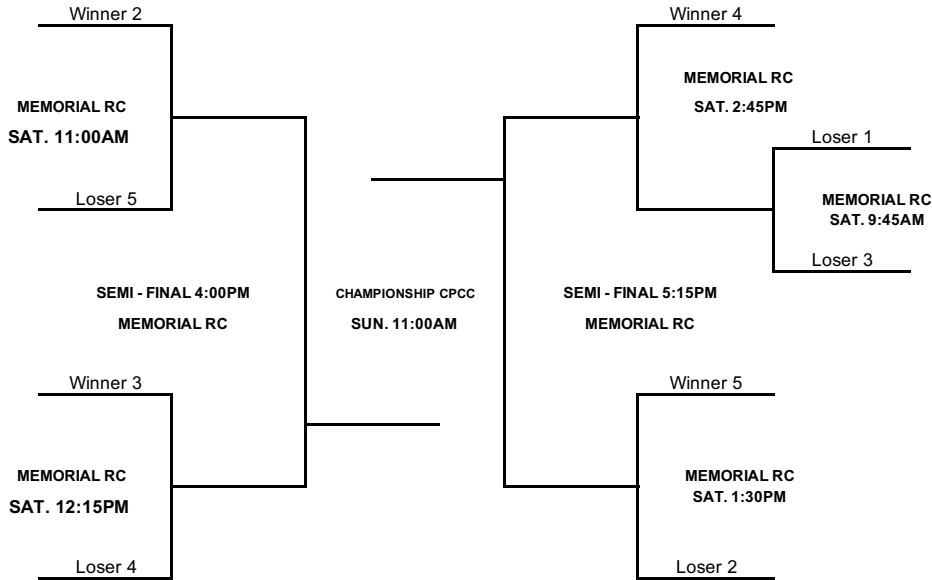 Winner 2
MEMORIAL RC
SAT. 11:00AM
Loser 5
SEMI - FINAL 4:00PM
MEMORIAL RC
Winner 3
MEMORIAL RC
SAT. 12:15PM
Loser 4
CHAMPIONSHIP CPCC
SUN. 11:00AM
Winner 4
MEMORIAL RC
SAT. 2:45PM
Loser 1
MEMORIAL RC
SAT. 9:45AM
Loser 3
SEMI - FINAL 5:15PM
MEMORIAL RC
Winner 5
MEMORIAL RC
SAT. 1:30PM
Loser 2